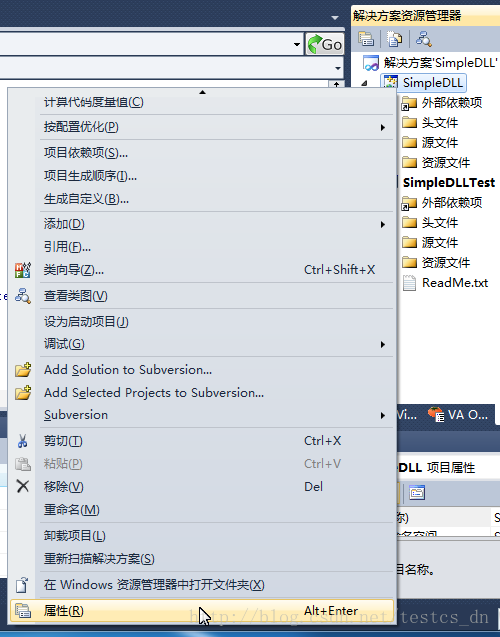 Go
解决方案资源管理器
解决方案'SimpleDLL'
SimpleDLL
外部依赖项
头文件
源文件
资源文件
SimpleDLLTest
外部依赖项
头文件
源文件
资源文件
ReadMe.txt
计算代码度量值(C)
按配置优化(P)
项目依赖项(S)...
项目生成顺序(I)...
生成自定义(B)...
添加(D)
引用(F)...
类向导(Z)... Ctrl+Shift+X
查看类图(V)
设为启动项目(J)
调试(G)
Add Solution to Subversion...
Add Selected Projects to Subversion...
Subversion
剪切(T) Ctrl+X
粘贴(P) Ctrl+V
移除(V) Del
重命名(M)
卸载项目(L)
重新扫描解决方案(S)
在 Windows 资源管理器中打开文件夹(X)
属性(R) Alt+Enter
Vi... VA O...
DLL 项目属性
称)
命名空间
目名称。
http://blog.csdn.net/testcs_dn